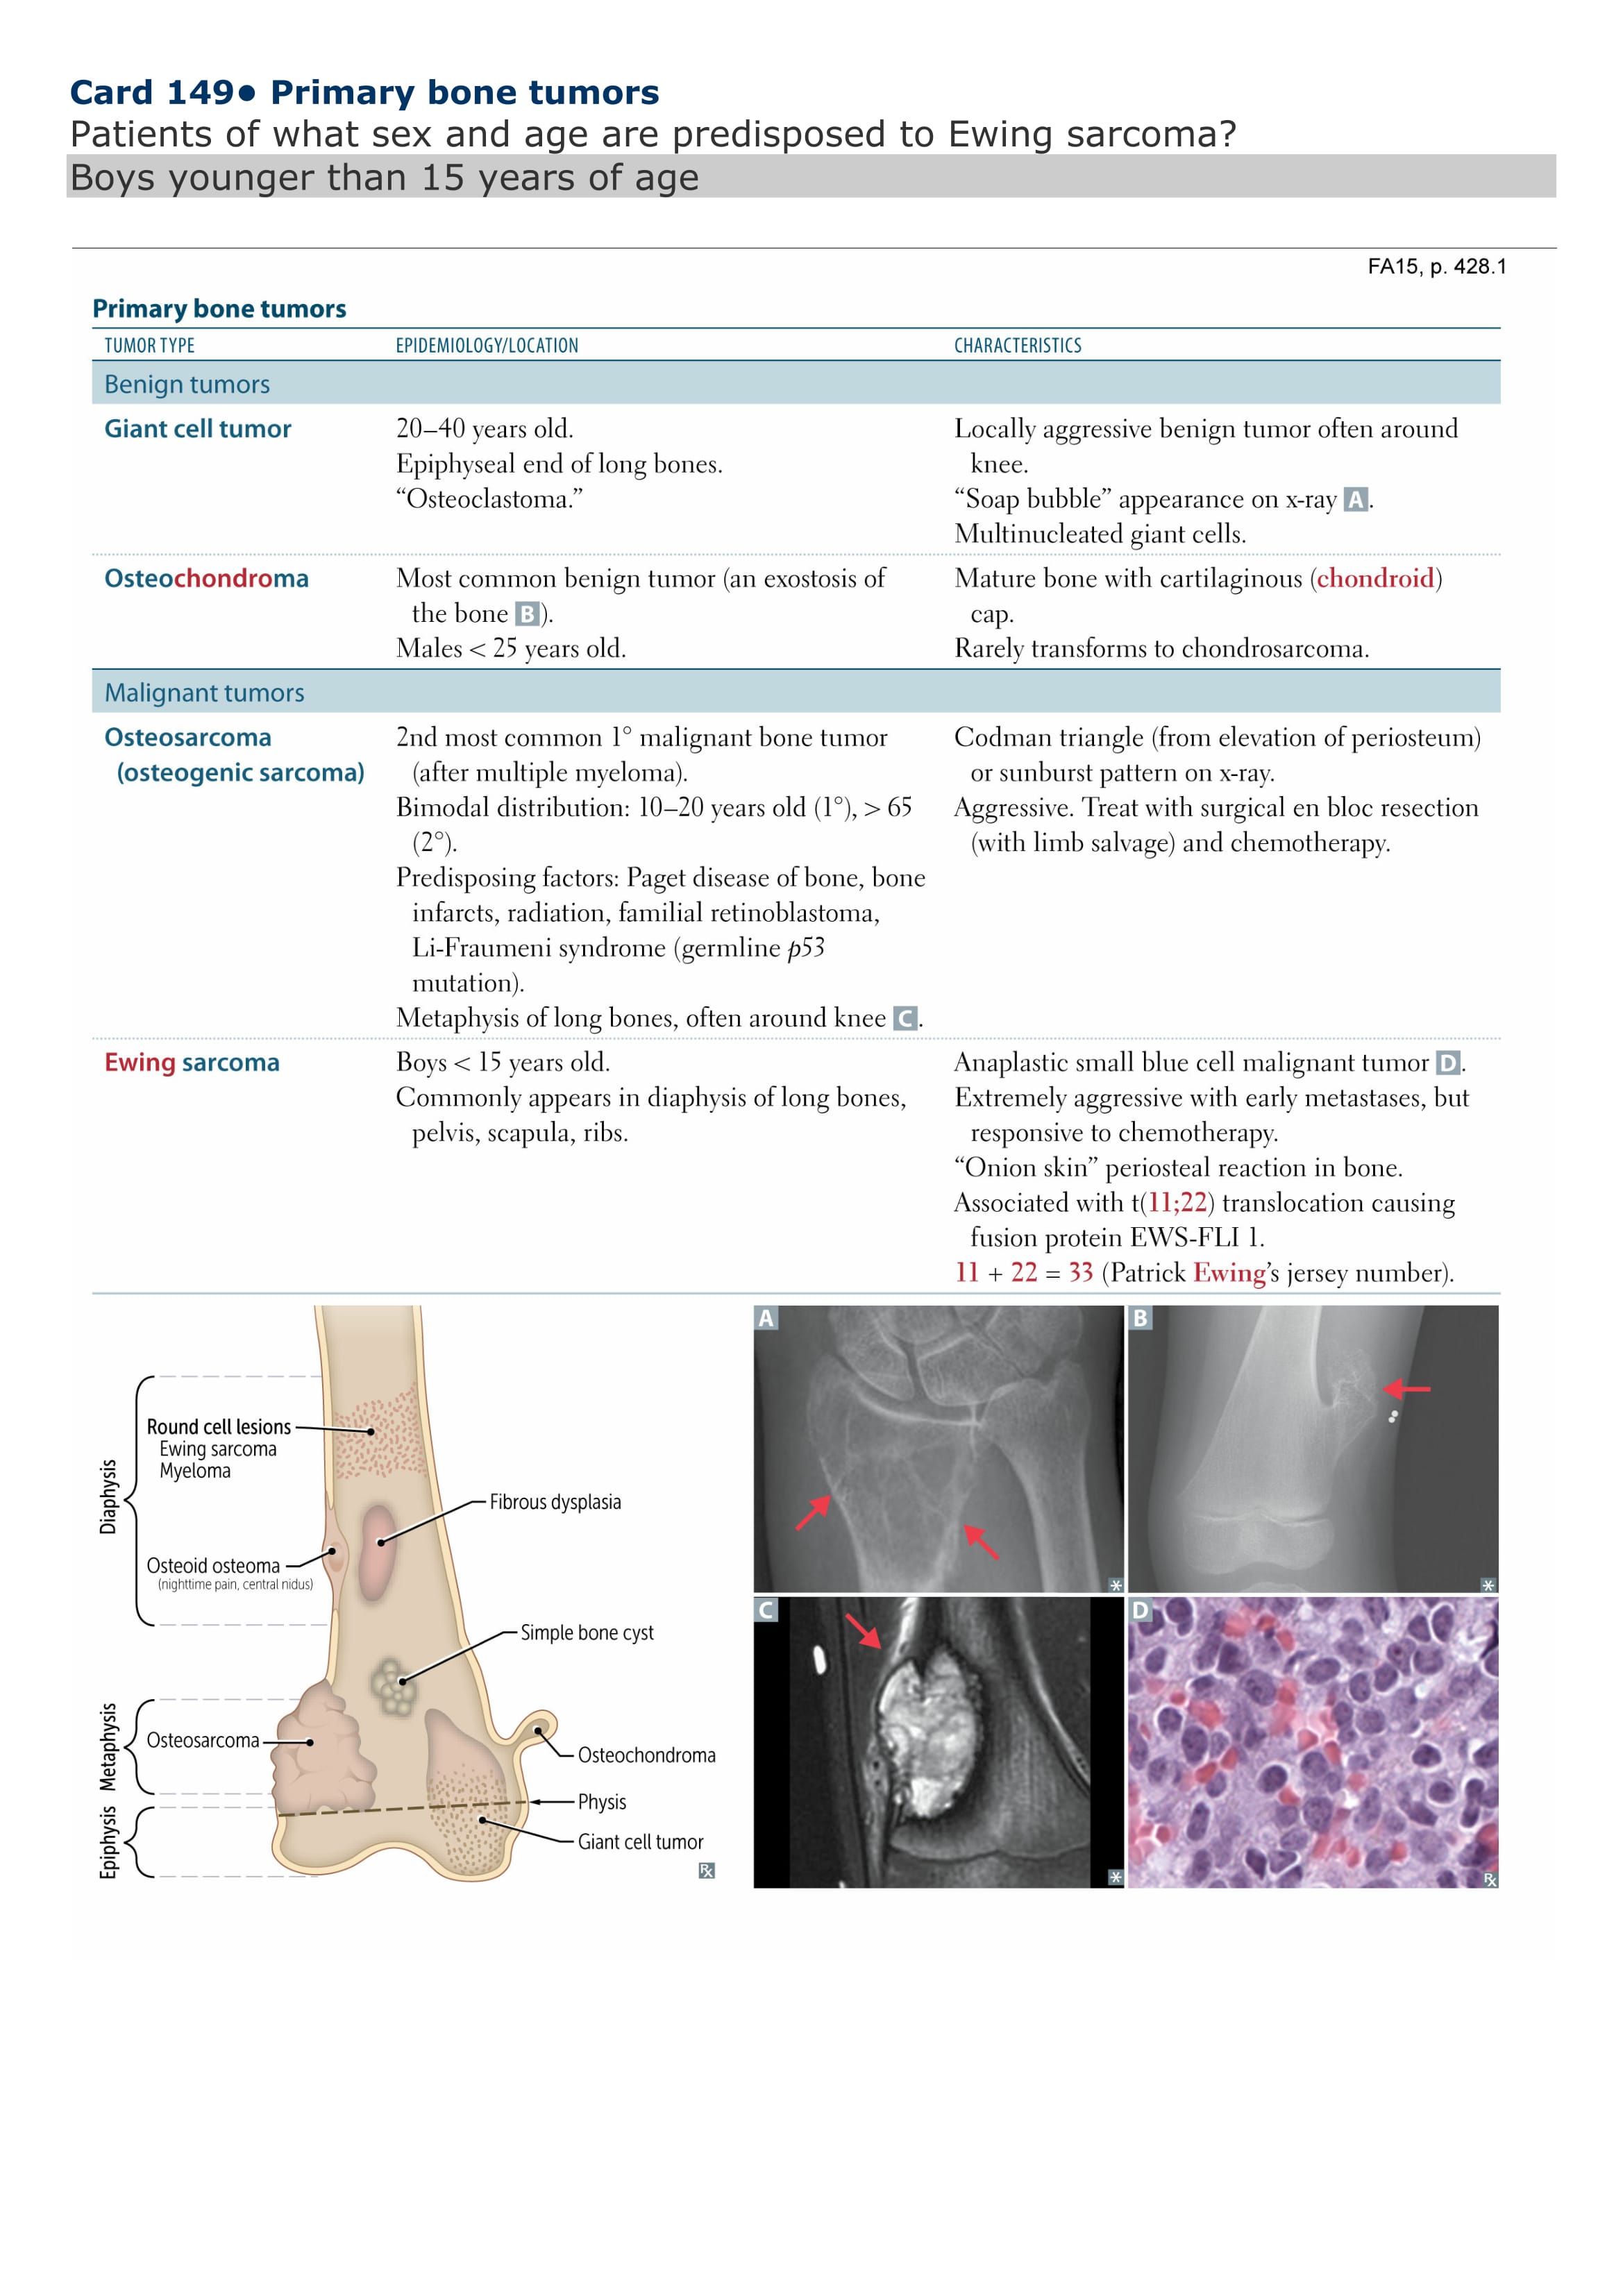 Card 149● Primary bone tumors
Patients of what sex and age are predisposed to Ewing sarcoma?
Boys younger than 15 years of age
FA15, p. 428.1
Primary bone tumors
TUMOR TYPE EPIDEMIOLOGY/LOCATION CHARACTERISTICS
Benign tumors
Giant cell tumor
20–40 years old.
Epiphyseal end of long bones.
“Osteoclastoma.”
Locally aggressive benign tumor often around
knee.
“Soap bubble” appearance on x-ray A.
Multinucleated giant cells.
Osteochondroma
Most common benign tumor (an exostosis of
the bone B).
Males < 25 years old.
Mature bone with cartilaginous (chondroid)
cap.
Rarely transforms to chondrosarcoma.
Malignant tumors
Osteosarcoma
(osteogenic sarcoma)
2nd most common 1° malignant bone tumor
(after multiple myeloma).
Bimodal distribution: 10–20 years old (1°), > 65
(2°).
Predisposing factors: Paget disease of bone, bone
infarcts, radiation, familial retinoblastoma,
Li-Fraumeni syndrome (germline p53
mutation).
Metaphysis of long bones, often around knee C.
Codman triangle (from elevation of periosteum)
or sunburst pattern on x-ray.
Aggressive. Treat with surgical en bloc resection
(with limb salvage) and chemotherapy.
Ewing sarcoma
Boys < 15 years old.
Commonly appears in diaphysis of long bones,
pelvis, scapula, ribs.
Anaplastic small blue cell malignant tumor D.
Extremely aggressive with early metastases, but
responsive to chemotherapy.
“Onion skin” periosteal reaction in bone.
Associated with t(11;22) translocation causing
fusion protein EWS-FLI 1.
11 + 22 = 33 (Patrick Ewing’s jersey number).
Diaphysis
Round cell lesions
Ewing sarcoma
Myeloma
Fibrous dysplasia
Osteoid osteoma
(nighttime pain, central nidus)
Simple bone cyst
Metaphysis
Osteosarcoma
Osteochondroma
Physis
Epiphysis
Giant cell tumor
Rx
A
*
B
*
C
*
D
Rx